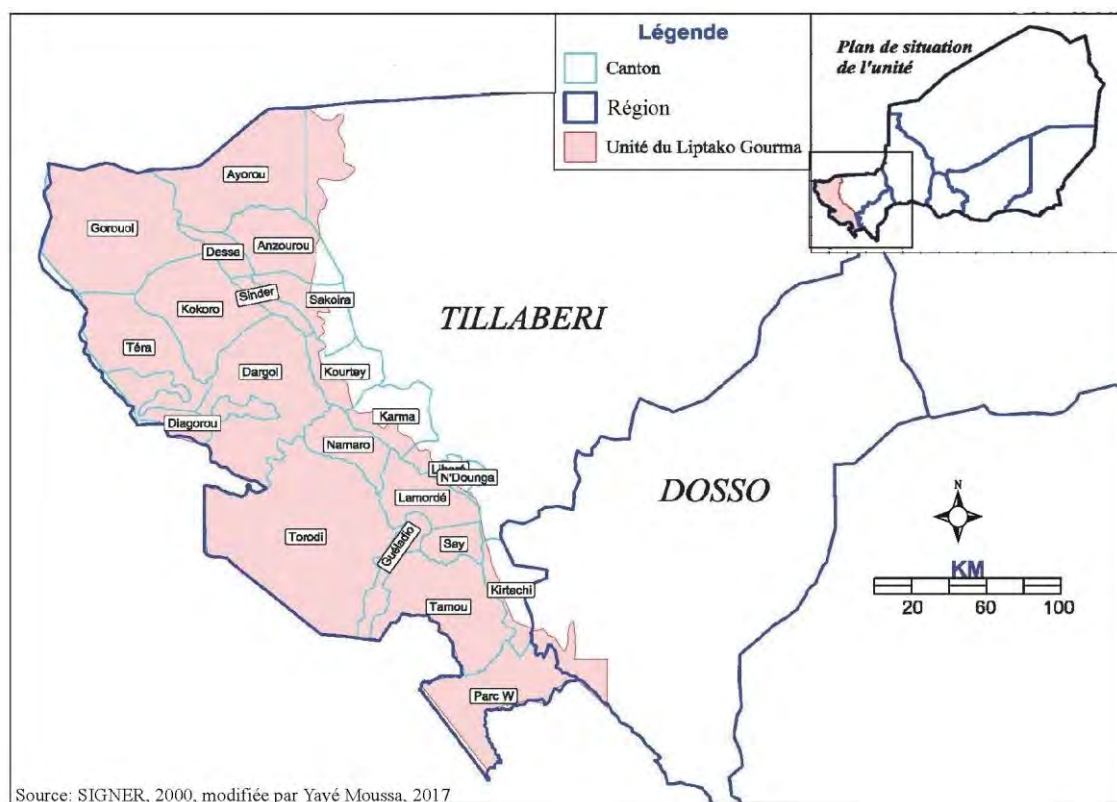 Légende
Canton
Région
Unité du Liptako Gourma
Plan de situation
de l'unité
Ayorou
Gorouol
Dessa
Anzourou
Sinder
Sakoira
Kokoro
TILLABERI
Téra
Dargol
Kourtey
Diagorou
Karma
Namaro
N'Dounga
Lamordé
DOSSO
Torodi
Guéladio
Say
N
KM
20 60 100
Kirtachi
Tamou
Parc W
Source: SIGNER, 2000, modifiée par Yayé Moussa, 2017